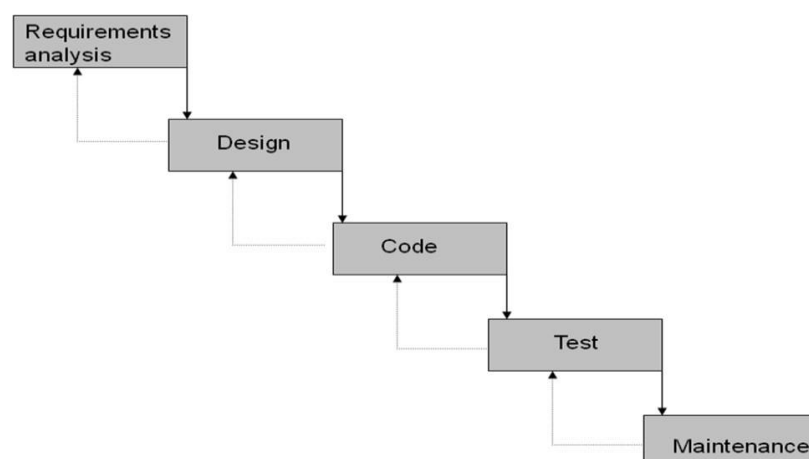 Requirements
analysis
Design
Code
Test
Maintenance